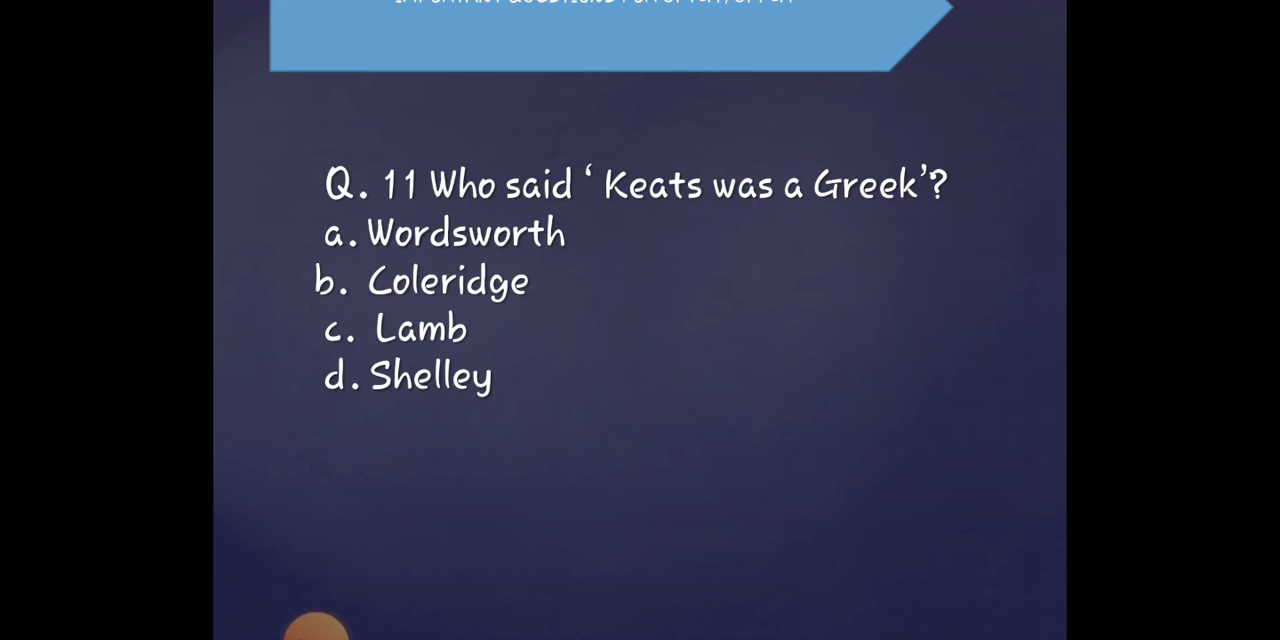 Q. 11 Who said ‘ Keats was a Greek’?
a. Wordsworth
b. Coleridge
c. Lamb
d. Shelley